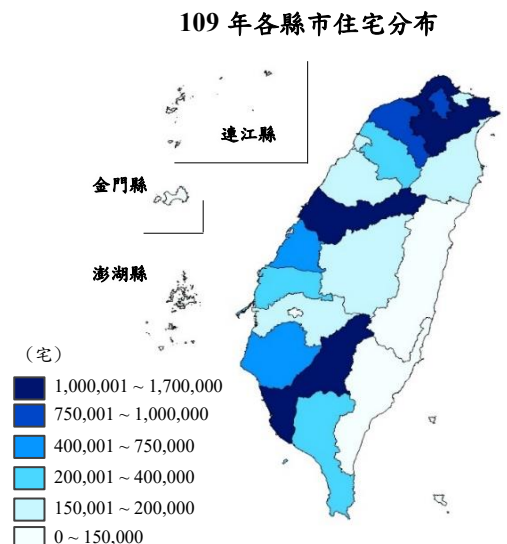 109 年各縣市住宅分布
連江縣
金門縣
澎湖縣
（宅）
1,000,001 ~ 1,700,000
750,001 ~ 1,000,000
400,001 ~ 750,000
200,001 ~ 400,000
150,001 ~ 200,000
0 ~ 150,000